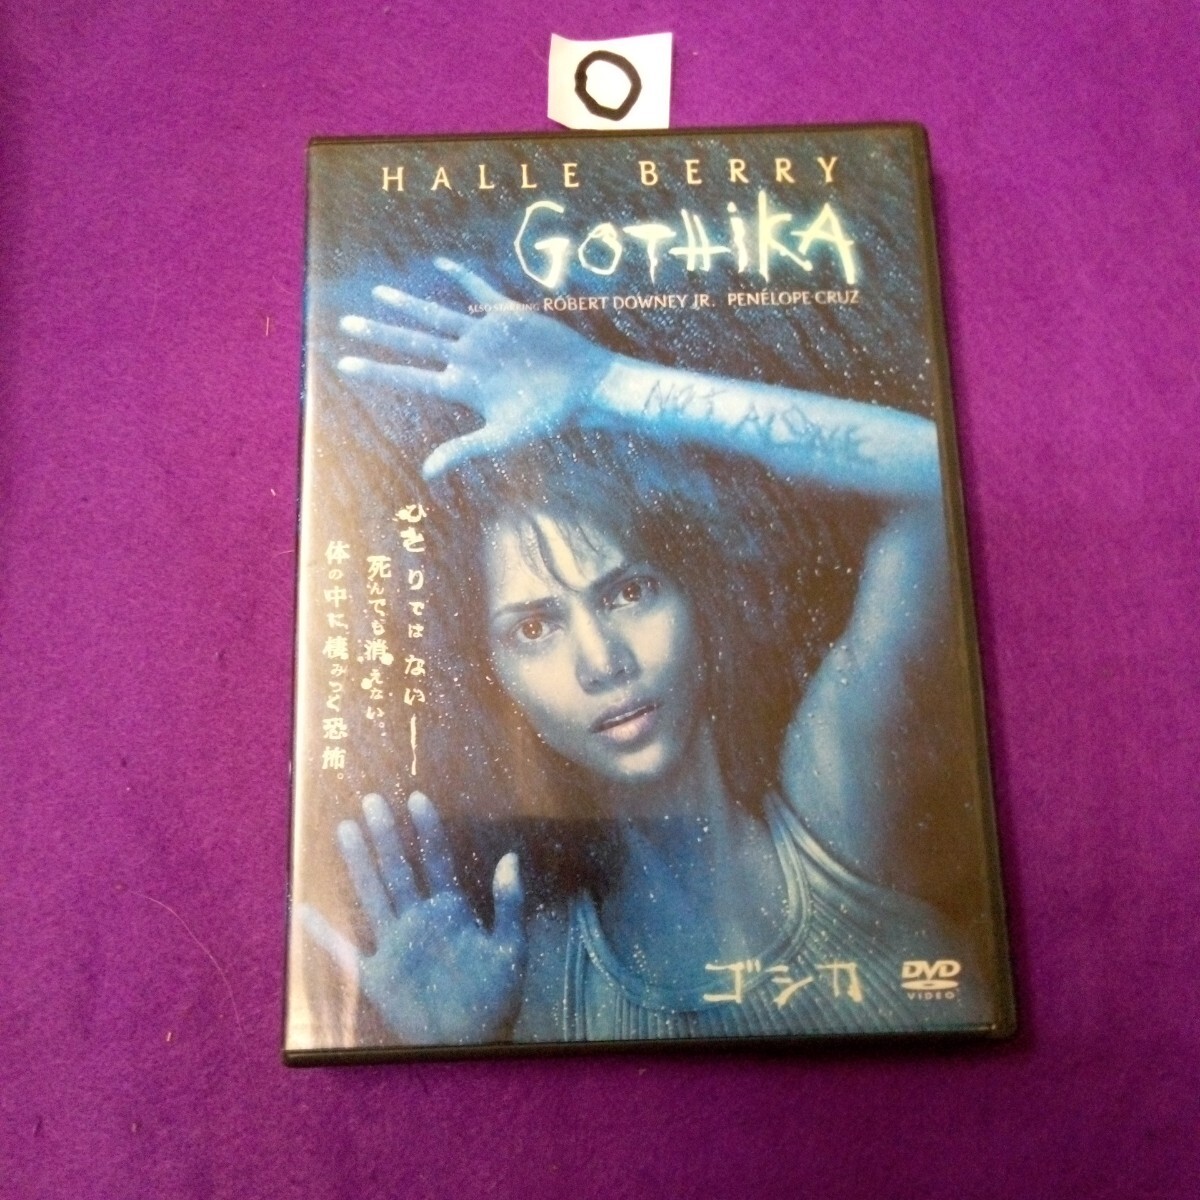 O
HALLE BERRY
GOTHIKA
ALSO STARRING ROBERT DOWNEY JR. PENÉLOPE CRUZ
NOT ALONE
ひとりではない――
死んでも消えない。
体の中に、棲みつく恐怖。
ゴシカ
DVD
VIDEO